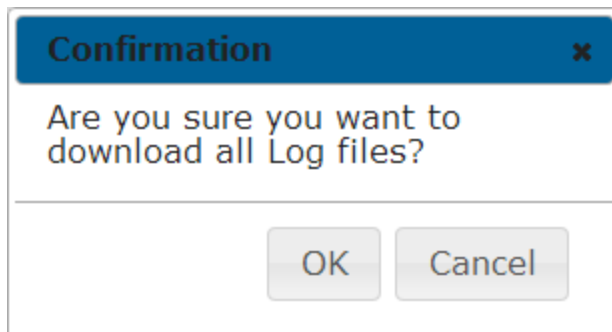 Confirmation
Are you sure you want to
download all Log files?
OK Cancel